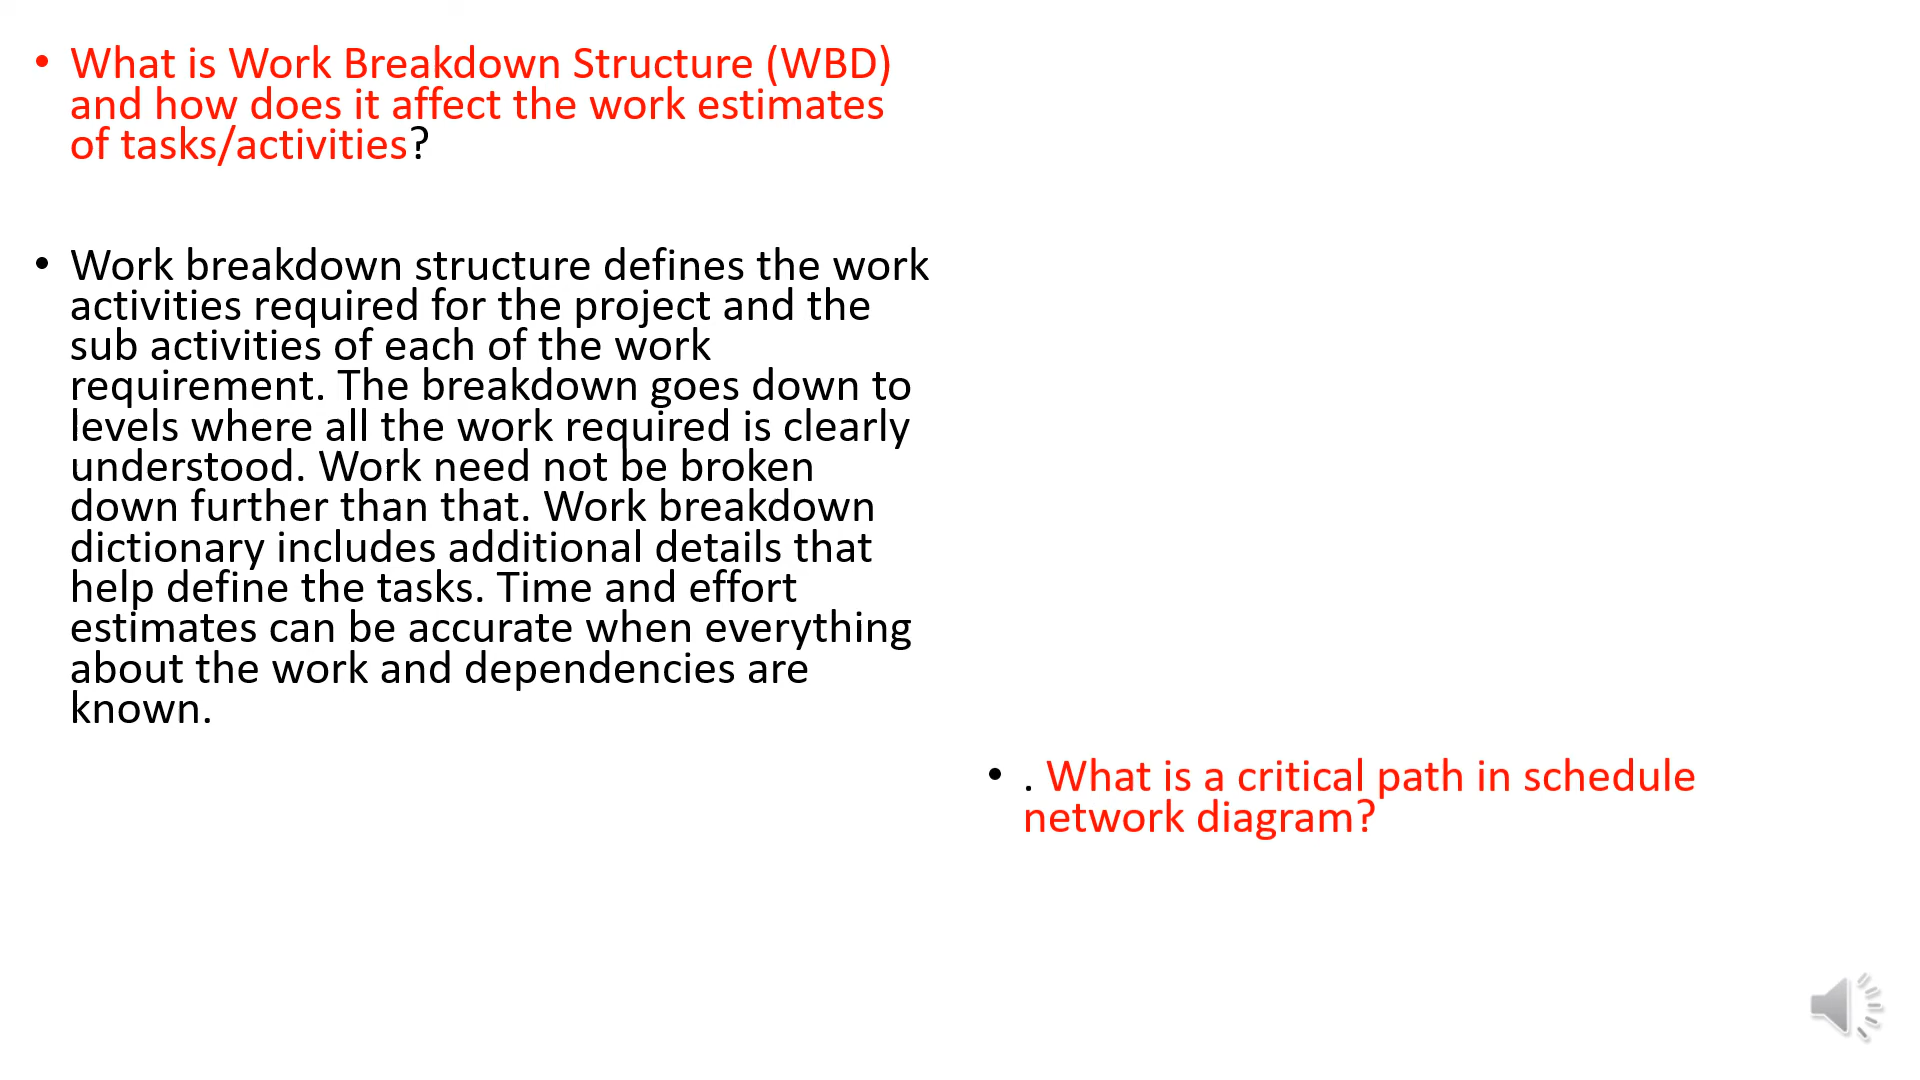 • What is Work Breakdown Structure (WBD)
and how does it affect the work estimates
of tasks/activities?
• Work breakdown structure defines the work
activities required for the project and the
sub activities of each of the work
requirement. The breakdown goes down to
levels where all the work required is clearly
understood. Work need not be broken
down further than that. Work breakdown
dictionary includes additional details that
help define the tasks. Time and effort
estimates can be accurate when everything
about the work and dependencies are
known.
• . What is a critical path in schedule
network diagram?